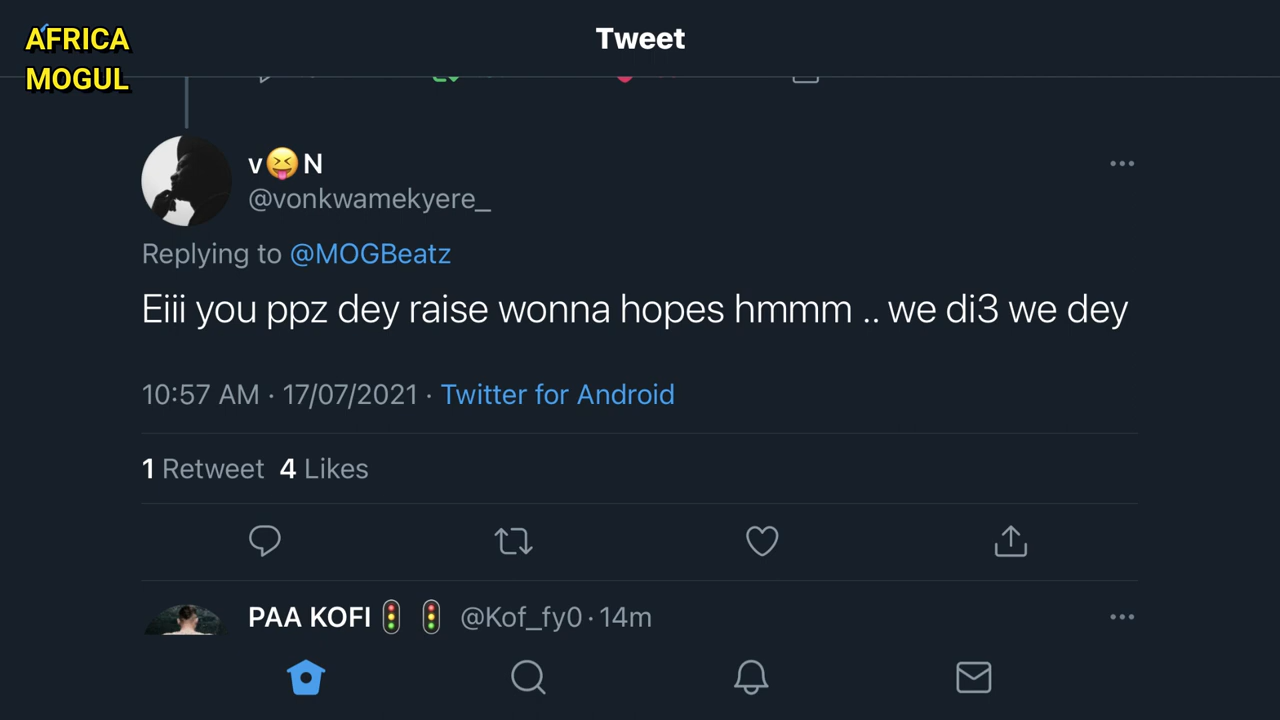 AFRICA
MOGUL
Tweet
v😝N
@vonkwamekyere_
Replying to @MOGBeatz
Eiii you ppz dey raise wonna hopes hmmm .. we di3 we dey
10:57 AM · 17/07/2021 · Twitter for Android
1 Retweet 4 Likes
PAA KOFI🚦 🚦 @Kof_fy0 · 14m